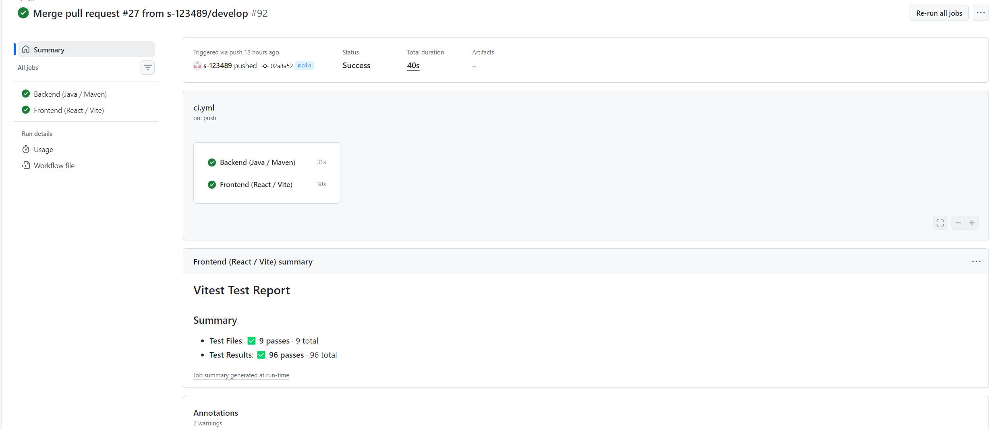 Merge pull request #27 from s-123489/develop #92
Re-run all jobs
Summary
All jobs
Backend (Java / Maven)
Frontend (React / Vite)
Run details
Usage
Workflow file
Triggered via push 18 hours ago
s-123489 pushed 02a8a52 main
Status
Success
Total duration
40s
Artifacts
–
ci.yml
on: push
Backend (Java / Maven) 31s
Frontend (React / Vite) 38s
Frontend (React / Vite) summary
Vitest Test Report
Summary
• Test Files: ✅ 9 passes · 9 total
• Test Results: ✅ 96 passes · 96 total
Job summary generated at run-time
Annotations
2 warnings